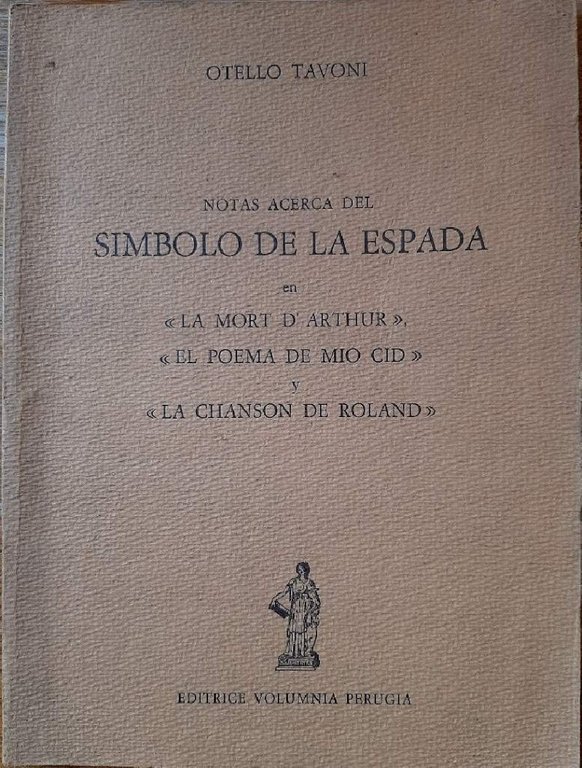 OTELLO TAVONI
NOTAS ACERCA DEL
SIMBOLO DE LA ESPADA
en
«LA MORT D'ARTHUR»,
«EL POEMA DE MIO CID»
y
«LA CHANSON DE ROLAND»
EDITRICE VOLUMNIA PERUGIA